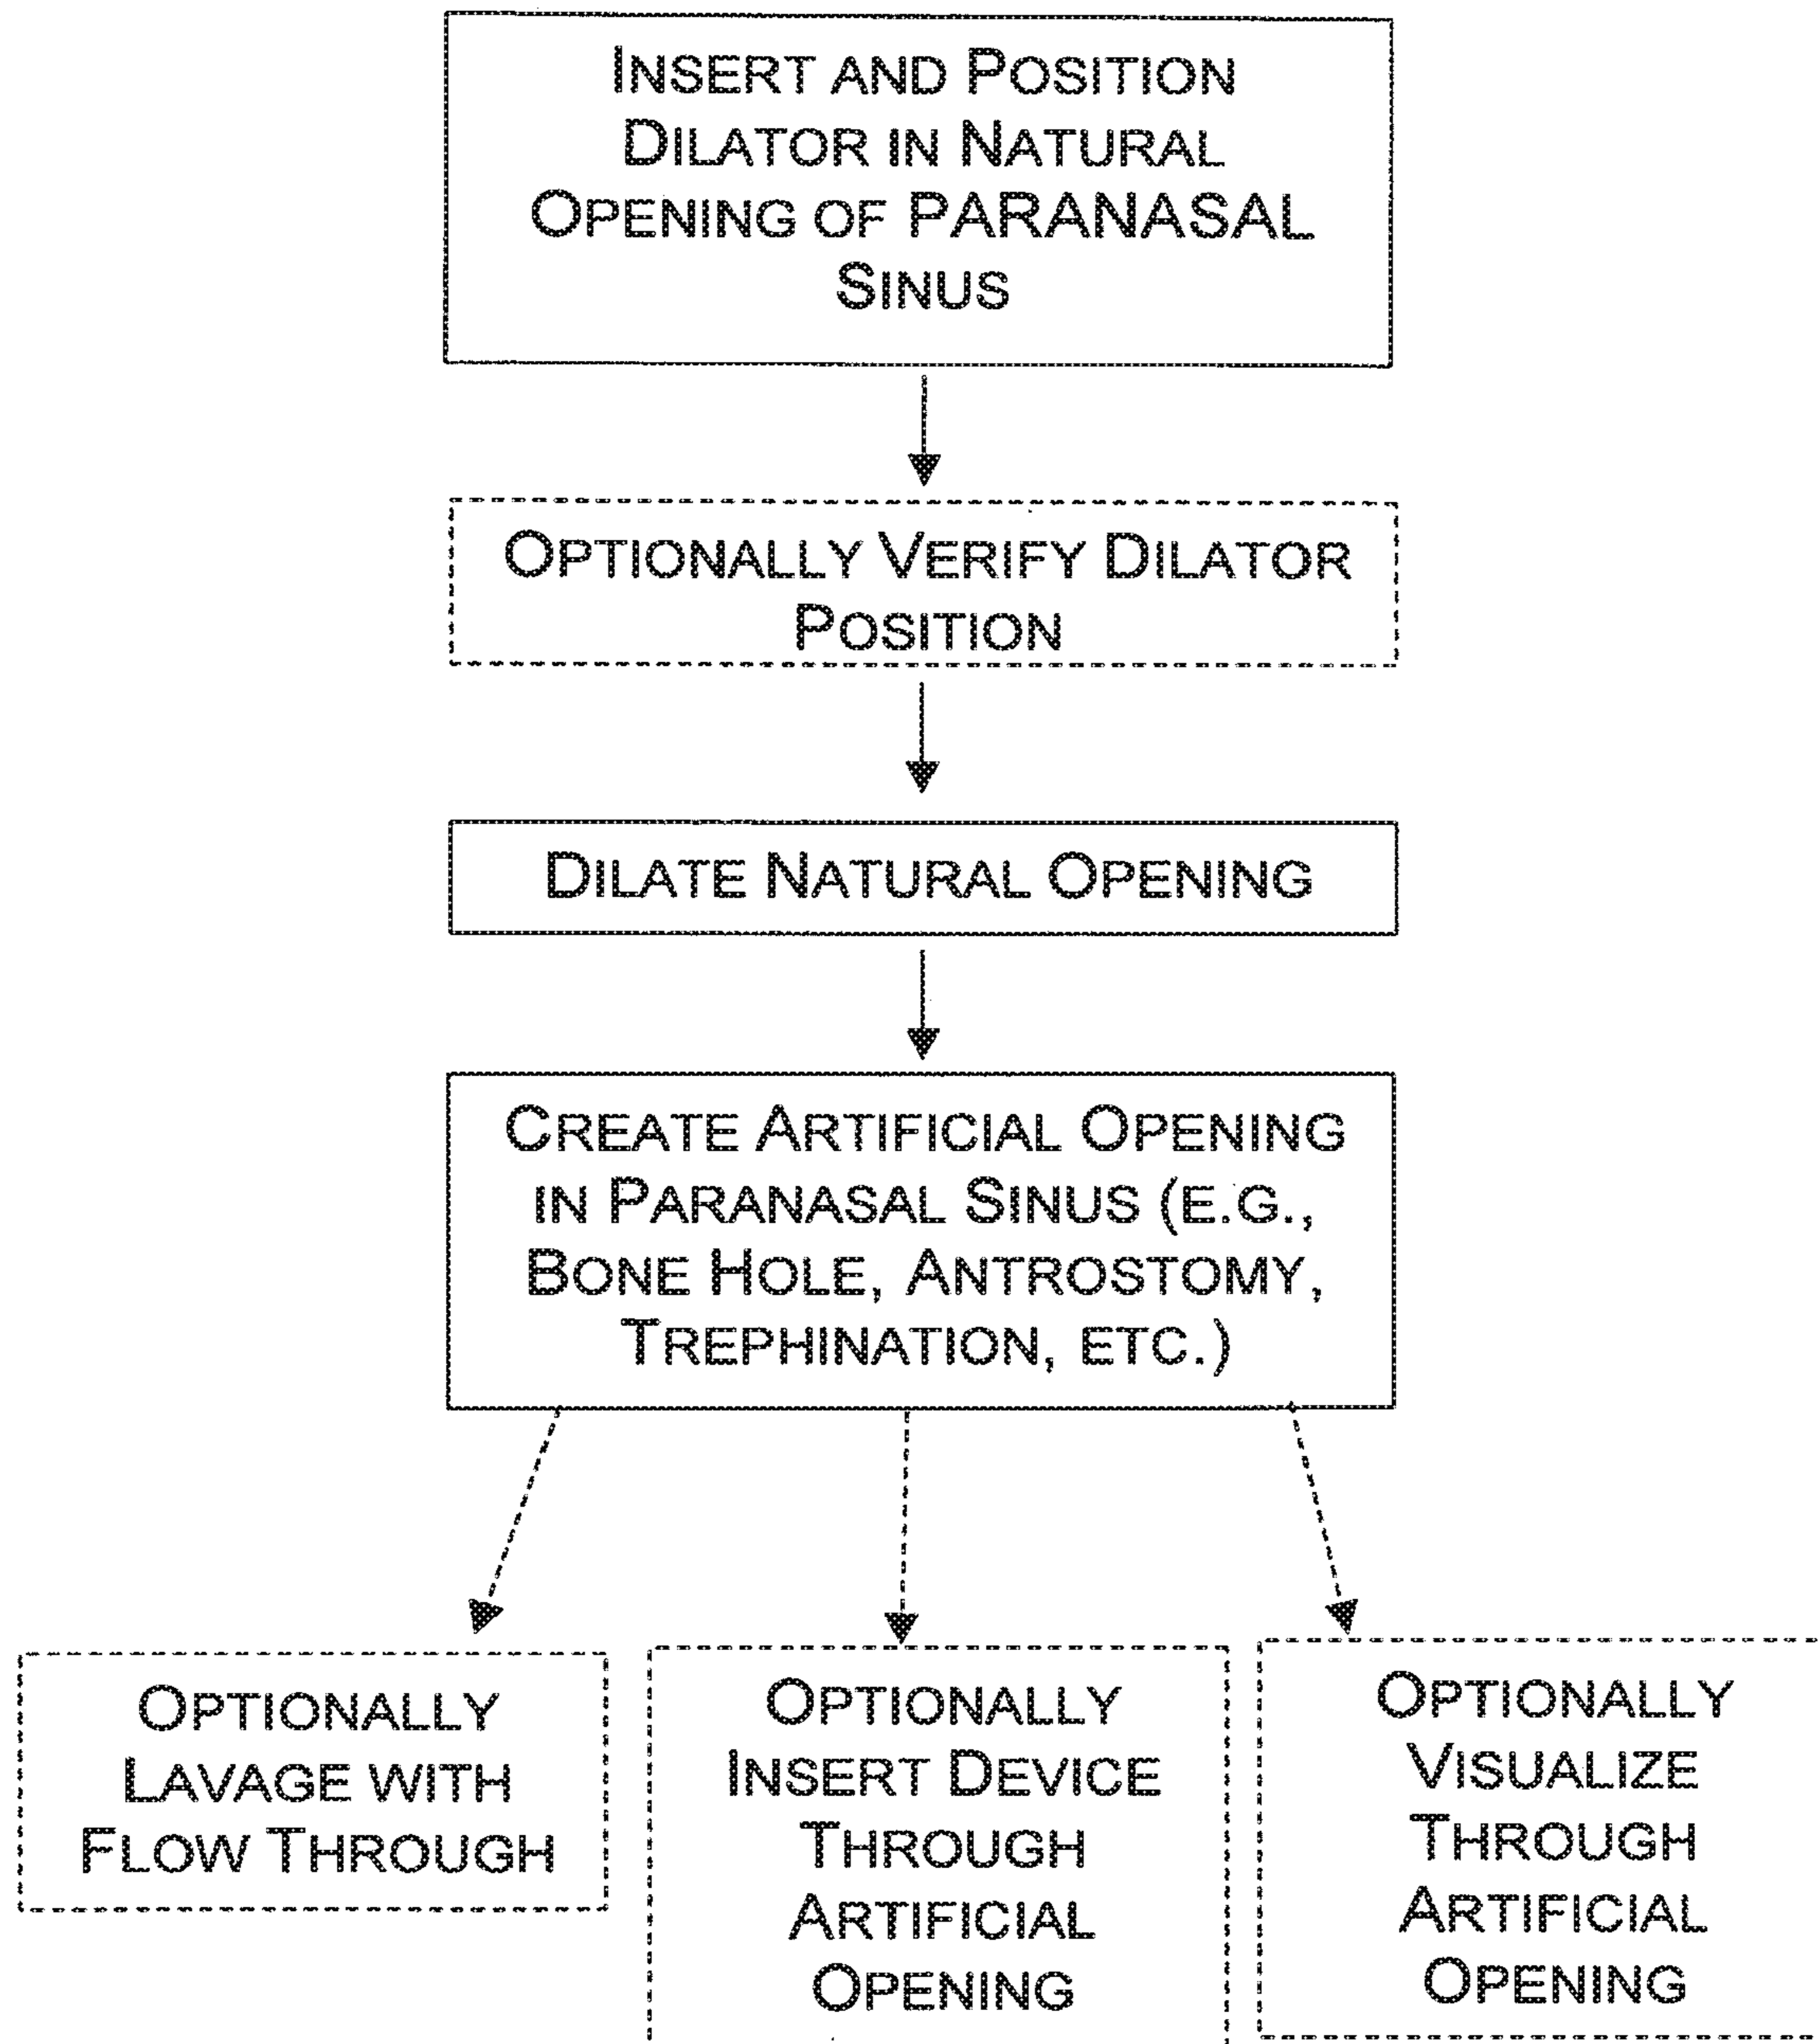 INSERT AND POSITION
DILATOR IN NATURAL
OPENING OF PARANASAL
SINUS
OPTIONALLY VERIFY DILATOR
POSITION
DILATE NATURAL OPENING
CREATE ARTIFICIAL OPENING
IN PARANASAL SINUS (E.G.,
BONE HOLE, ANTROSTOMY,
TREPHINATION, ETC.)
OPTIONALLY
LAVAGE WITH
FLOW THROUGH
OPTIONALLY
INSERT DEVICE
THROUGH
ARTIFICIAL
OPENING
OPTIONALLY
VISUALIZE
THROUGH
ARTIFICIAL
OPENING